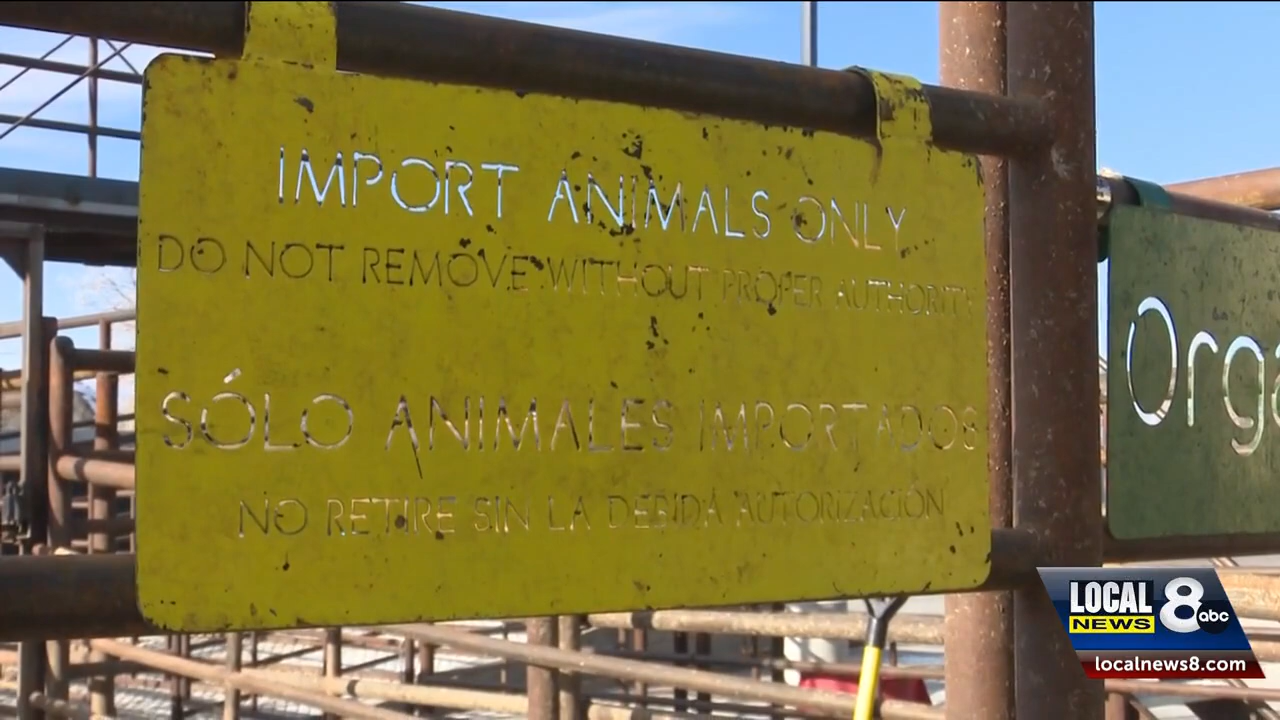 IMPORT ANIMALS ONLY
DO NOT REMOVE WITHOUT PROPER AUTHORITY
SÓLO ANIMALES IMPORTADOS
NO RETIRE SIN LA DEBIDA AUTORIZACIÓN
Orga
LOCAL
NEWS
8
abc
localnews8.com